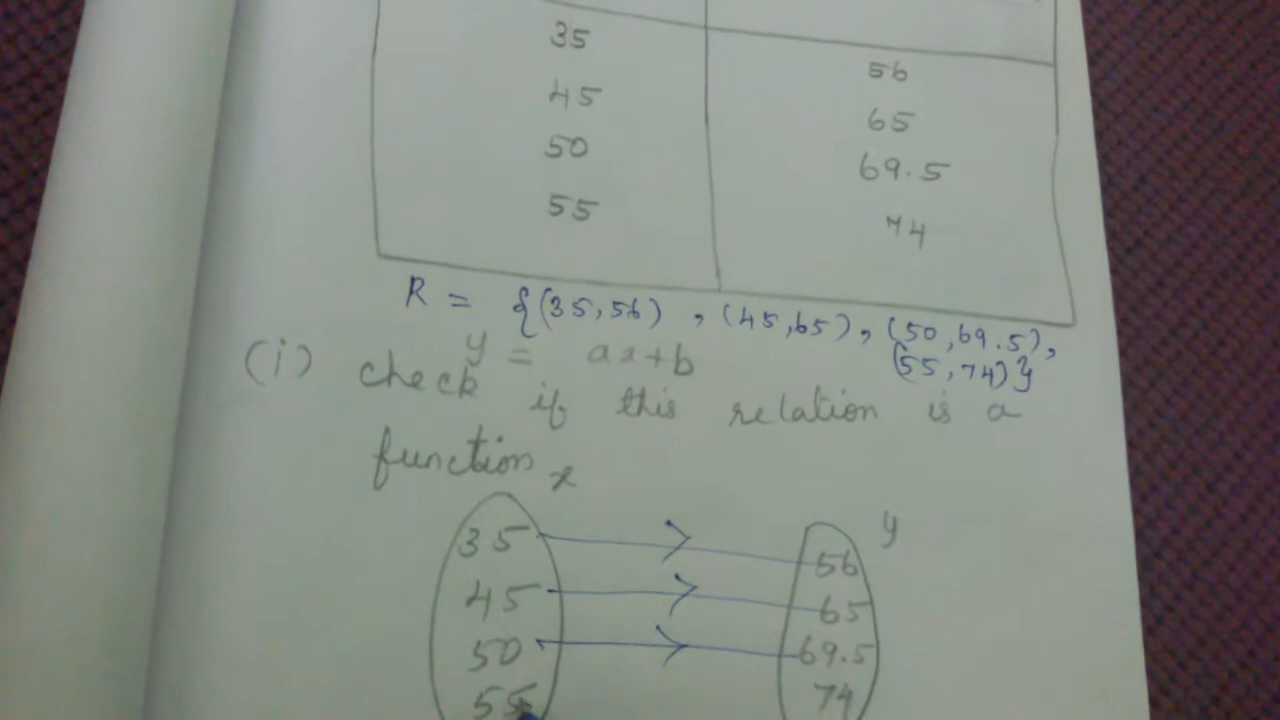 35 56
45 65
50 69.5
55 74
R = {(35,56) , (45,65), (50,69.5),
(55,74)}
y = ax+b
(i) check if this relation is a
function
x y
35 56
45 65
50 69.5
55 74